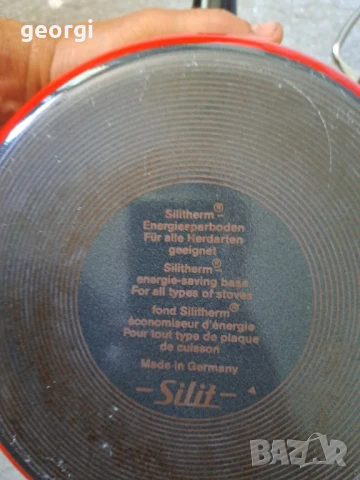 georgi
Silitherm®-
Energiesparboden
Für alle Herdarten
geeignet
Silitherm®-
energie-saving base
For all types of stoves
fond Silitherm®
économiseur d'énergie
Pour tout type de plaque
de cuisson
Made in Germany
- Silit -
BAZAR